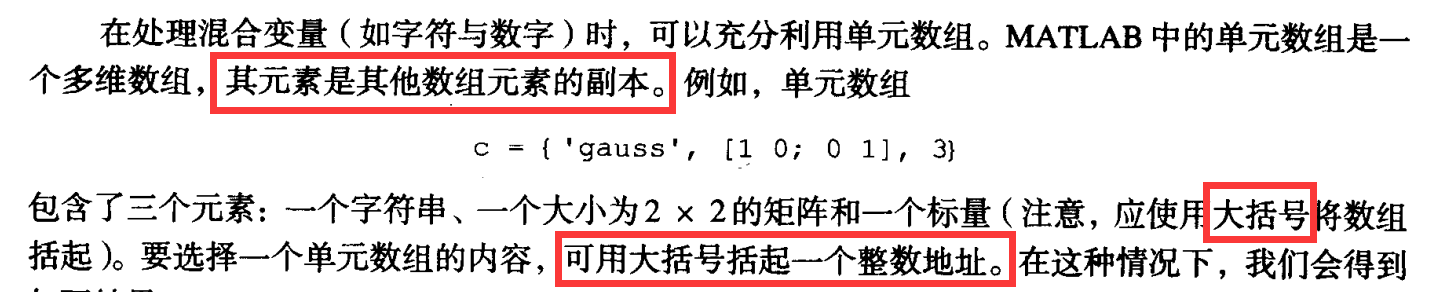 在处理混合变量（如字符与数字）时，可以充分利用单元数组。MATLAB中的单元数组是一
个多维数组，其元素是其他数组元素的副本。例如，单元数组
c = { 'gauss', [1 0; 0 1], 3}
包含了三个元素：一个字符串、一个大小为2 × 2的矩阵和一个标量（注意，应使用大括号将数组
括起）。要选择一个单元数组的内容，可用大括号括起一个整数地址。在这种情况下，我们会得到